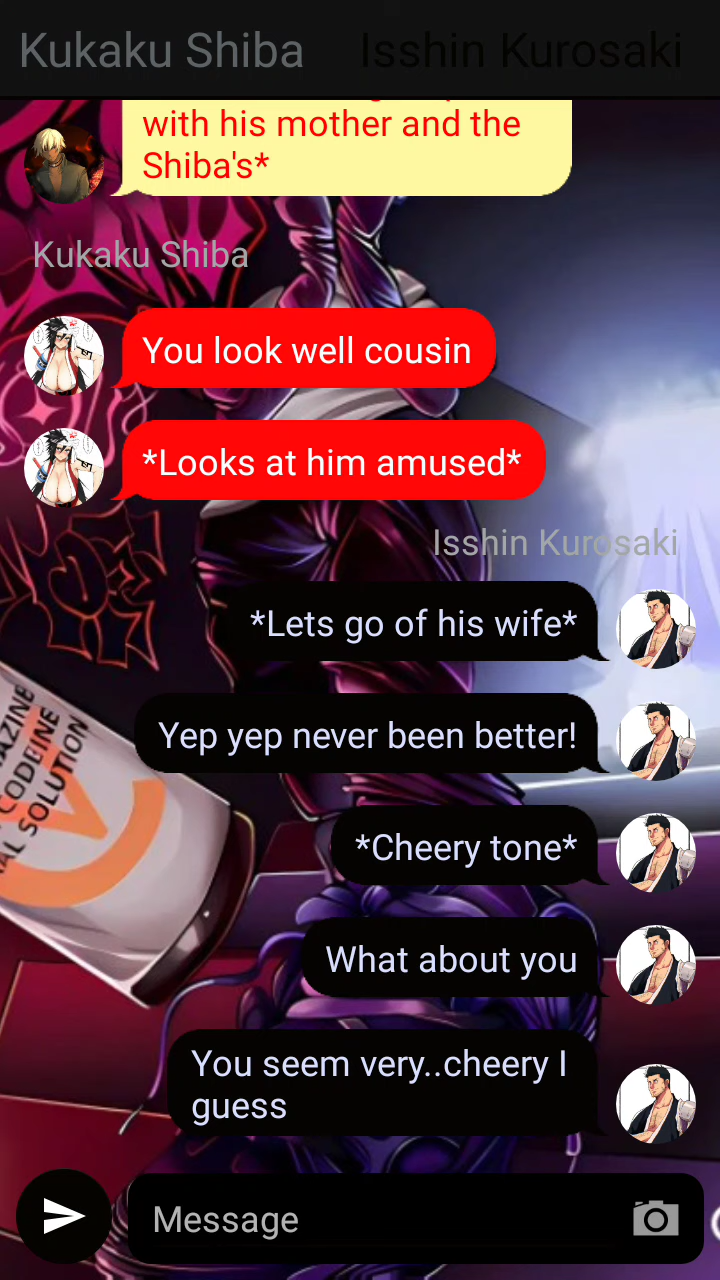 Kukaku Shiba
Isshin Kurosaki
with his mother and the
Shiba's*
Kukaku Shiba
You look well cousin
*Looks at him amused*
Isshin Kurosaki
*Lets go of his wife*
Yep yep never been better!
*Cheery tone*
What about you
You seem very..cheery I
guess
AZINE
CODEINE
AL SOLUTION
Message